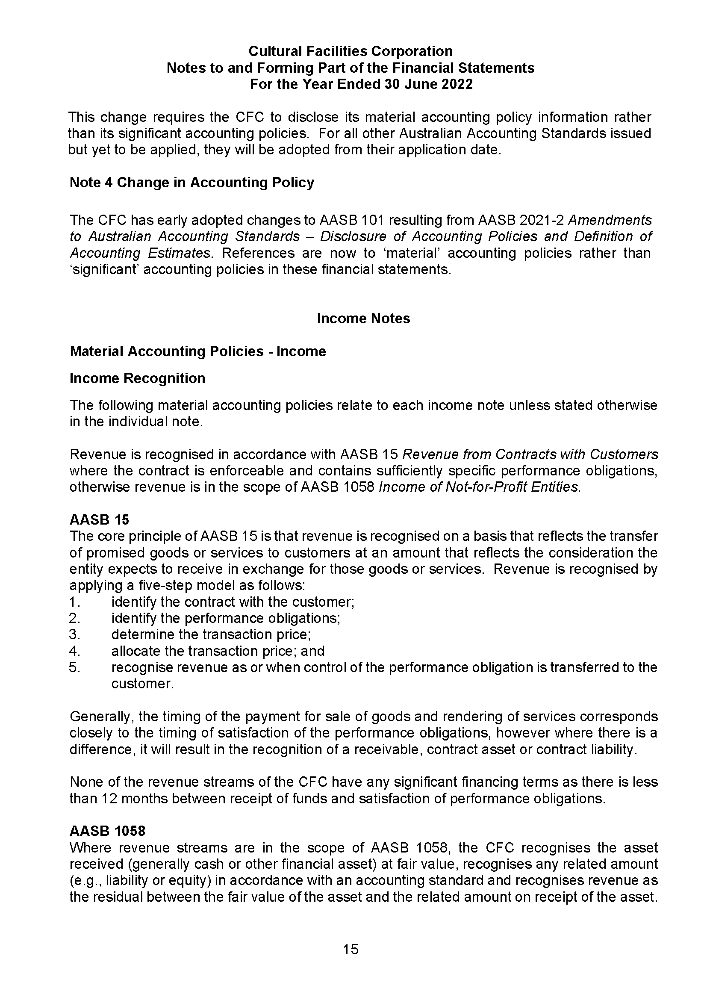 Cultural Facilities Corporation
Notes to and Forming Part of the Financial Statements
For the Year Ended 30 June 2022
This change requires the CFC to disclose its material accounting policy information rather
than its significant accounting policies.  For all other Australian Accounting Standards issued
but yet to be applied, they will be adopted from their application date.
Note 4 Change in Accounting Policy
The CFC has early adopted changes to AASB 101 resulting from AASB 2021-2 Amendments
to Australian Accounting Standards – Disclosure of Accounting Policies and Definition of
Accounting Estimates. References are now to ‘material’ accounting policies rather than
‘significant’ accounting policies in these financial statements.
Income Notes
Material Accounting Policies - Income
Income Recognition
The following material accounting policies relate to each income note unless stated otherwise
in the individual note.
Revenue is recognised in accordance with AASB 15 Revenue from Contracts with Customers
where the contract is enforceable and contains sufficiently specific performance obligations,
otherwise revenue is in the scope of AASB 1058 Income of Not-for-Profit Entities.
AASB 15
The core principle of AASB 15 is that revenue is recognised on a basis that reflects the transfer
of promised goods or services to customers at an amount that reflects the consideration the
entity expects to receive in exchange for those goods or services.  Revenue is recognised by
applying a five-step model as follows:
1. identify the contract with the customer;
2. identify the performance obligations;
3. determine the transaction price;
4. allocate the transaction price; and
5. recognise revenue as or when control of the performance obligation is transferred to the
customer.
Generally, the timing of the payment for sale of goods and rendering of services corresponds
closely to the timing of satisfaction of the performance obligations, however where there is a
difference, it will result in the recognition of a receivable, contract asset or contract liability.
None of the revenue streams of the CFC have any significant financing terms as there is less
than 12 months between receipt of funds and satisfaction of performance obligations.
AASB 1058
Where revenue streams are in the scope of AASB 1058, the CFC recognises the asset
received (generally cash or other financial asset) at fair value, recognises any related amount
(e.g., liability or equity) in accordance with an accounting standard and recognises revenue as
the residual between the fair value of the asset and the related amount on receipt of the asset.
15